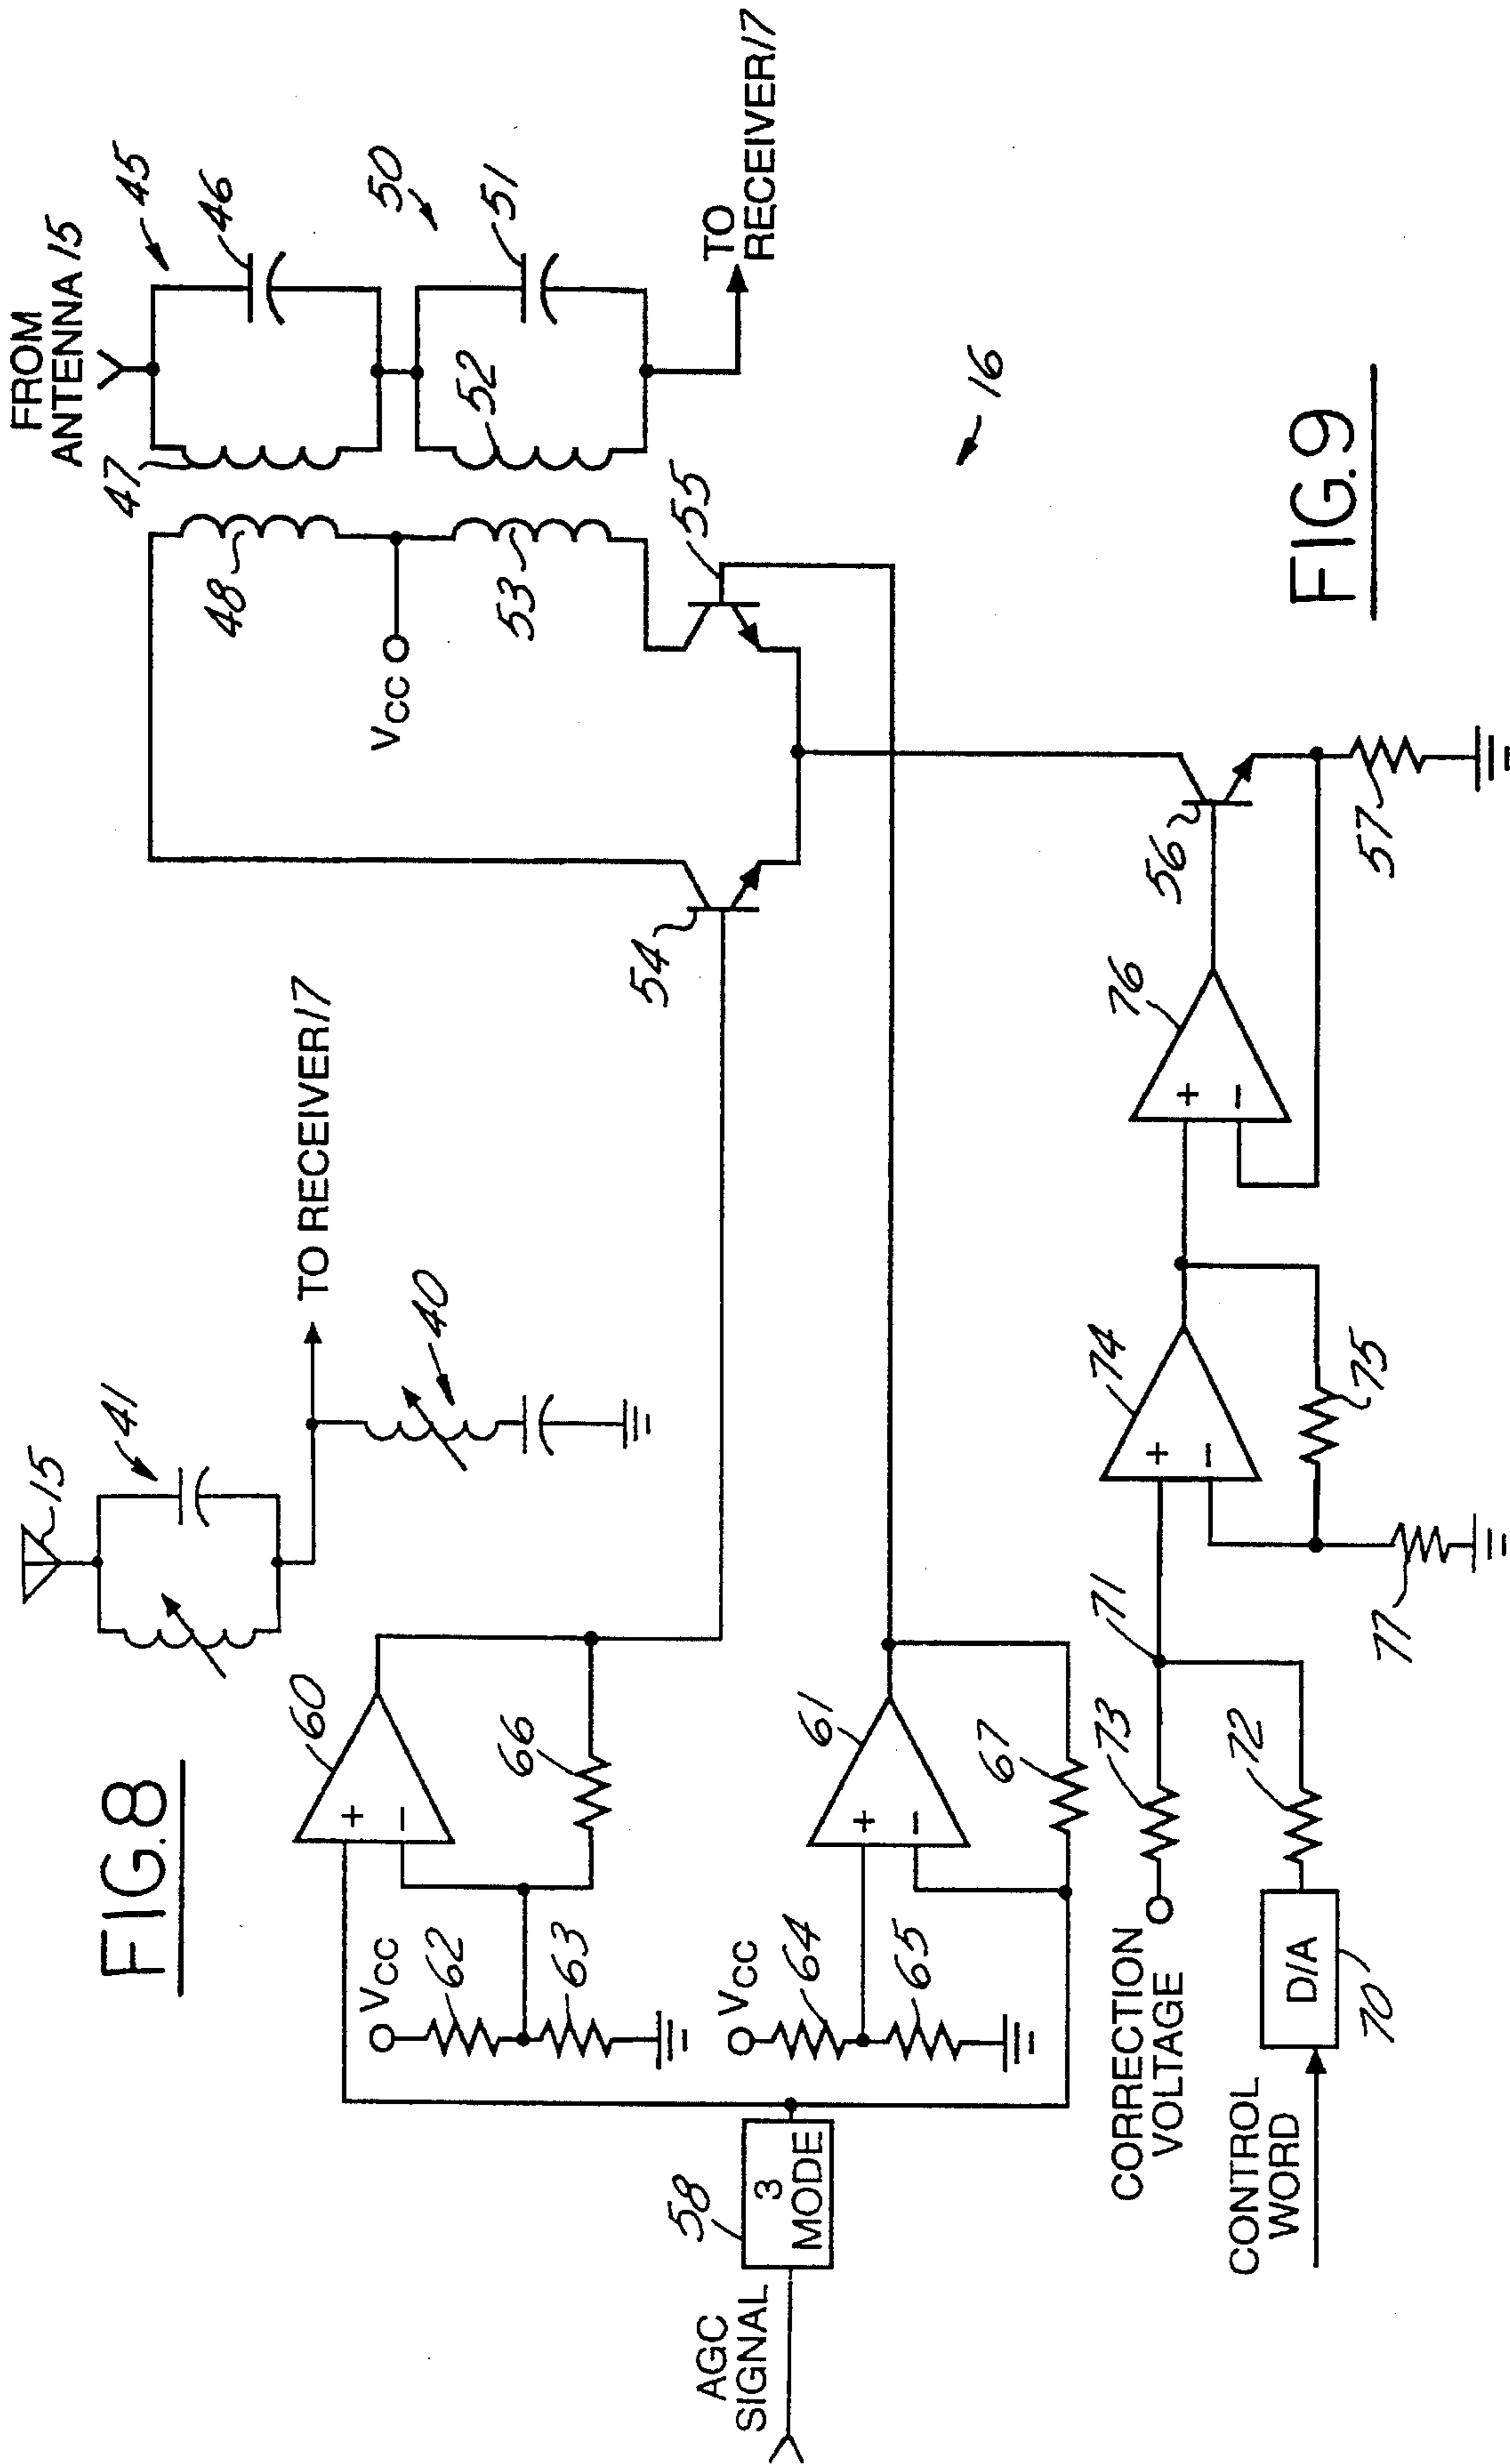 FIG.8
15
41
40
TO RECEIVER 17
FROM
ANTENNA 15
45
46
47
48
50
51
52
53
TO
RECEIVER 17
VCC
54
55
16
AGC
SIGNAL
58
3
MODE
VCC
62
63
60
+
−
66
VCC
64
65
61
+
−
67
CORRECTION
VOLTAGE
73
71
CONTROL
WORD
D/A
70
72
74
+
−
75
77
76
+
−
56
57
FIG.9